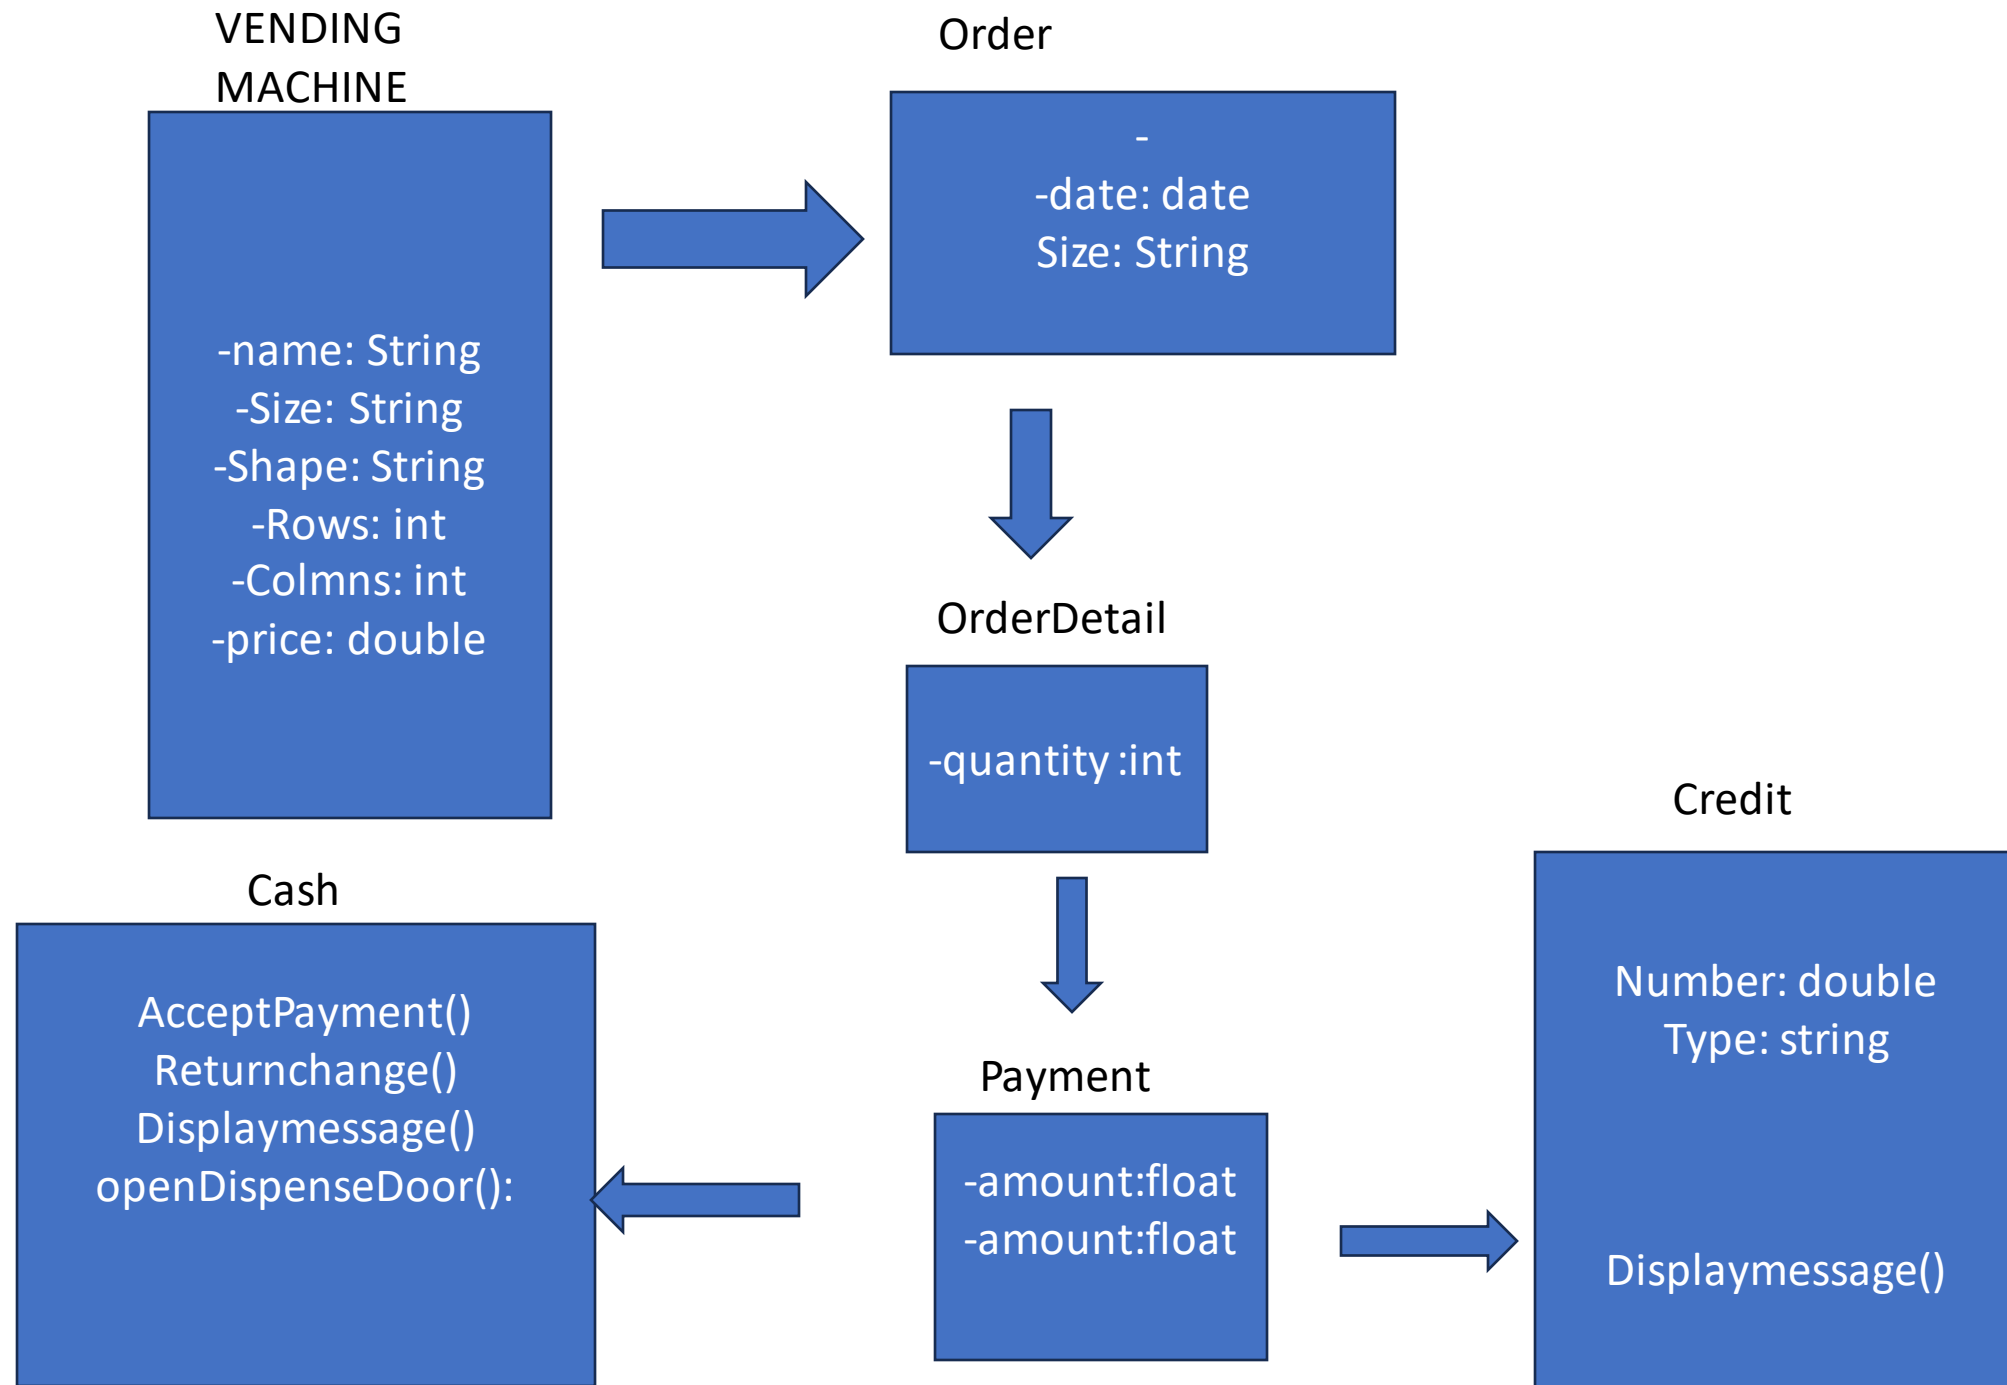 VENDING
MACHINE
-name: String
-Size: String
-Shape: String
-Rows: int
-Colmns: int
-price: double
Order
-
-date: date
Size: String
OrderDetail
-quantity :int
Payment
-amount:float
-amount:float
Cash
AcceptPayment()
Returnchange()
Displaymessage()
openDispenseDoor():
Credit
Number: double
Type: string
Displaymessage()